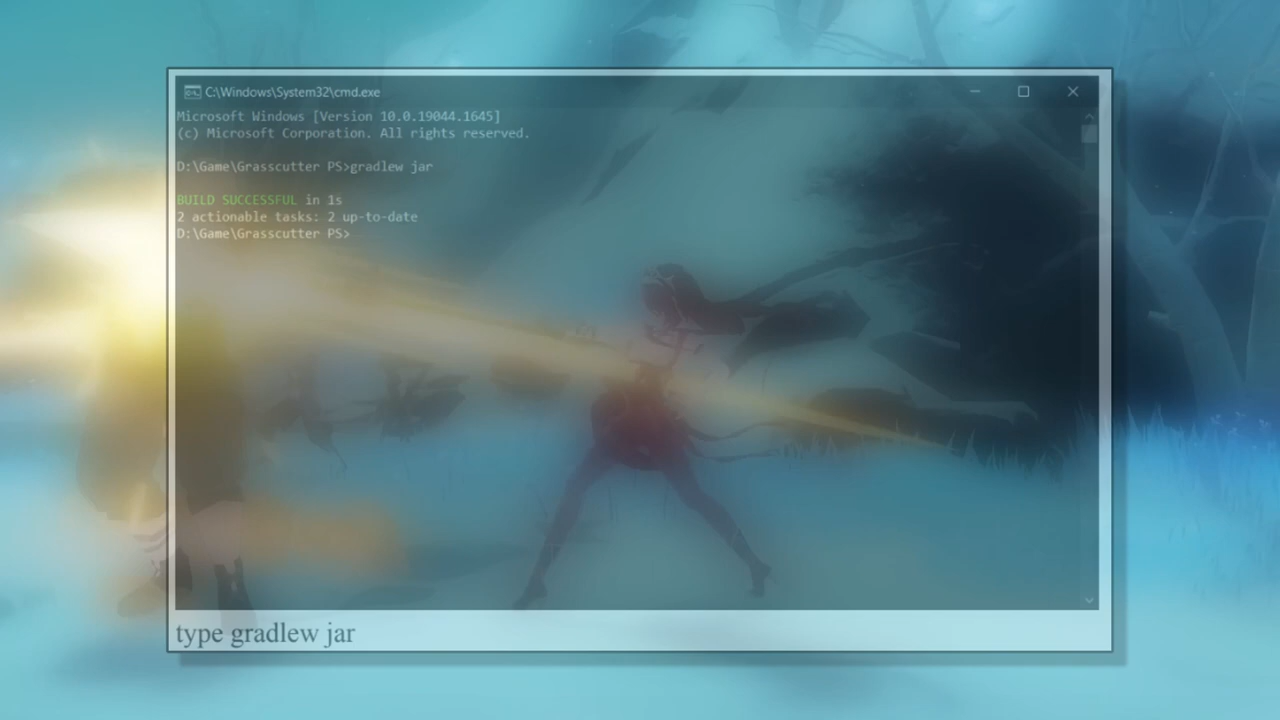 C:\Windows\System32\cmd.exe
Microsoft Windows [Version 10.0.19044.1645]
(c) Microsoft Corporation. All rights reserved.
D:\Game\Grasscutter PS>gradlew jar
BUILD SUCCESSFUL in 1s
2 actionable tasks: 2 up-to-date
D:\Game\Grasscutter PS>
type gradlew jar